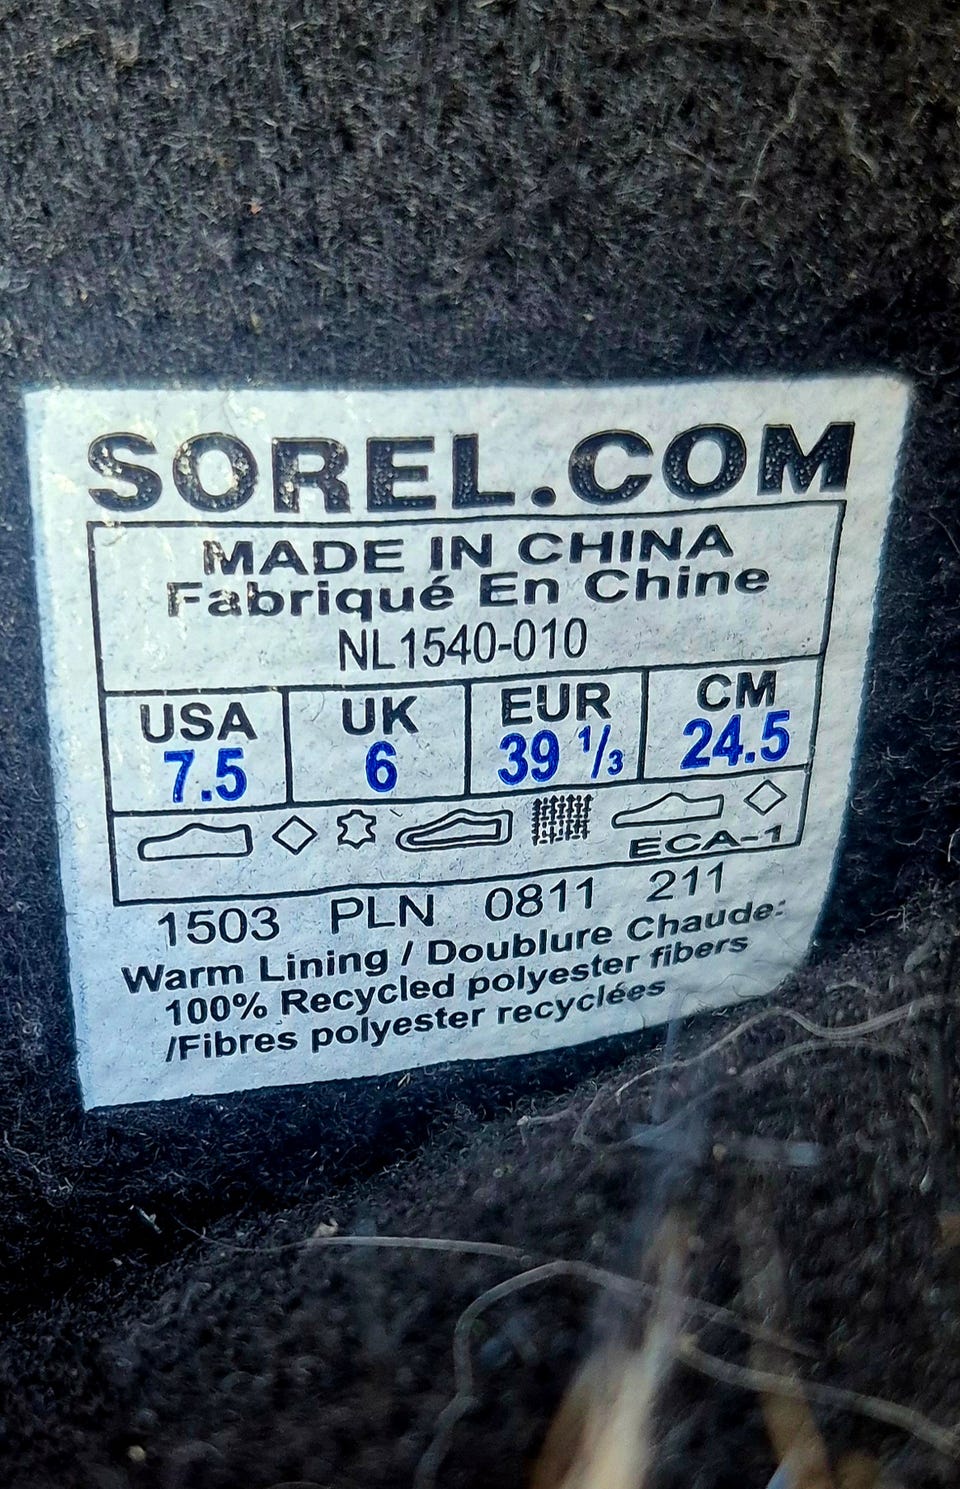 SOREL.COM
MADE IN CHINA
Fabriqué En Chine
NL1540-010
USA UK EUR CM
7.5 6 39 1/3 24.5
ECA-1
1503 PLN 0811 211
Warm Lining / Doublure Chaude:
100% Recycled polyester fibers
/Fibres polyester recyclées